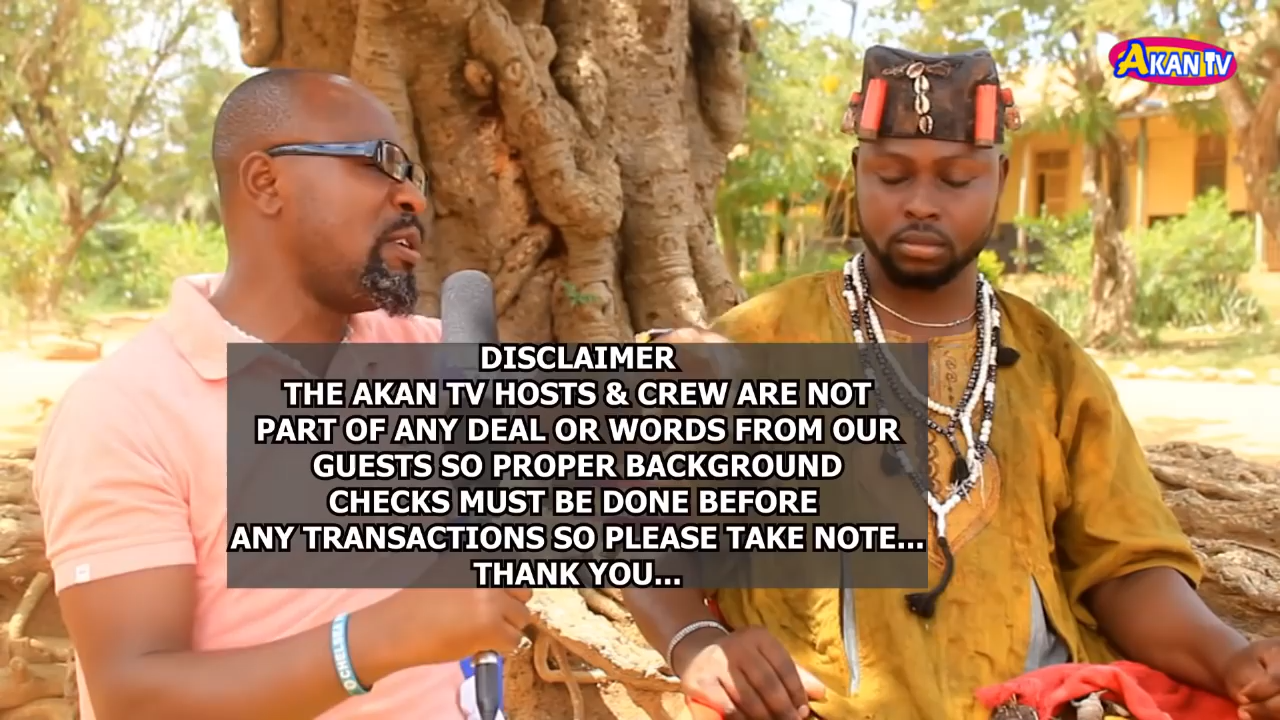 AKAN TV
DISCLAIMER
THE AKAN TV HOSTS & CREW ARE NOT
PART OF ANY DEAL OR WORDS FROM OUR
GUESTS SO PROPER BACKGROUND
CHECKS MUST BE DONE BEFORE
ANY TRANSACTIONS SO PLEASE TAKE NOTE...
THANK YOU...
CHELSEA